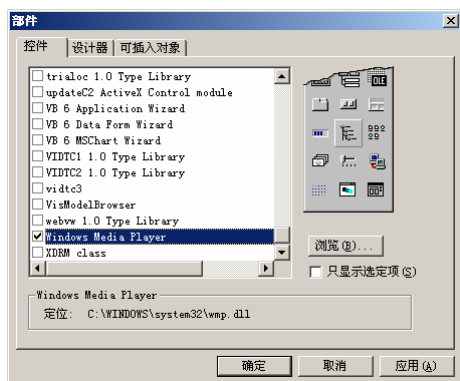 部件
控件 设计器 可插入对象
trialoc 1.0 Type Library
updateC2 ActiveX Control module
VB 6 Application Wizard
VB 6 Data Form Wizard
VB 6 MSChart Wizard
VIDTC1 1.0 Type Library
VIDTC2 1.0 Type Library
vidtc3
VisModelBrowser
webvw 1.0 Type Library
Windows Media Player
XDRM class
OLE
浏览(B)...
只显示选定项(S)
Windows Media Player
定位: C:\WINDOWS\system32\wmp.dll
确定 取消 应用(A)